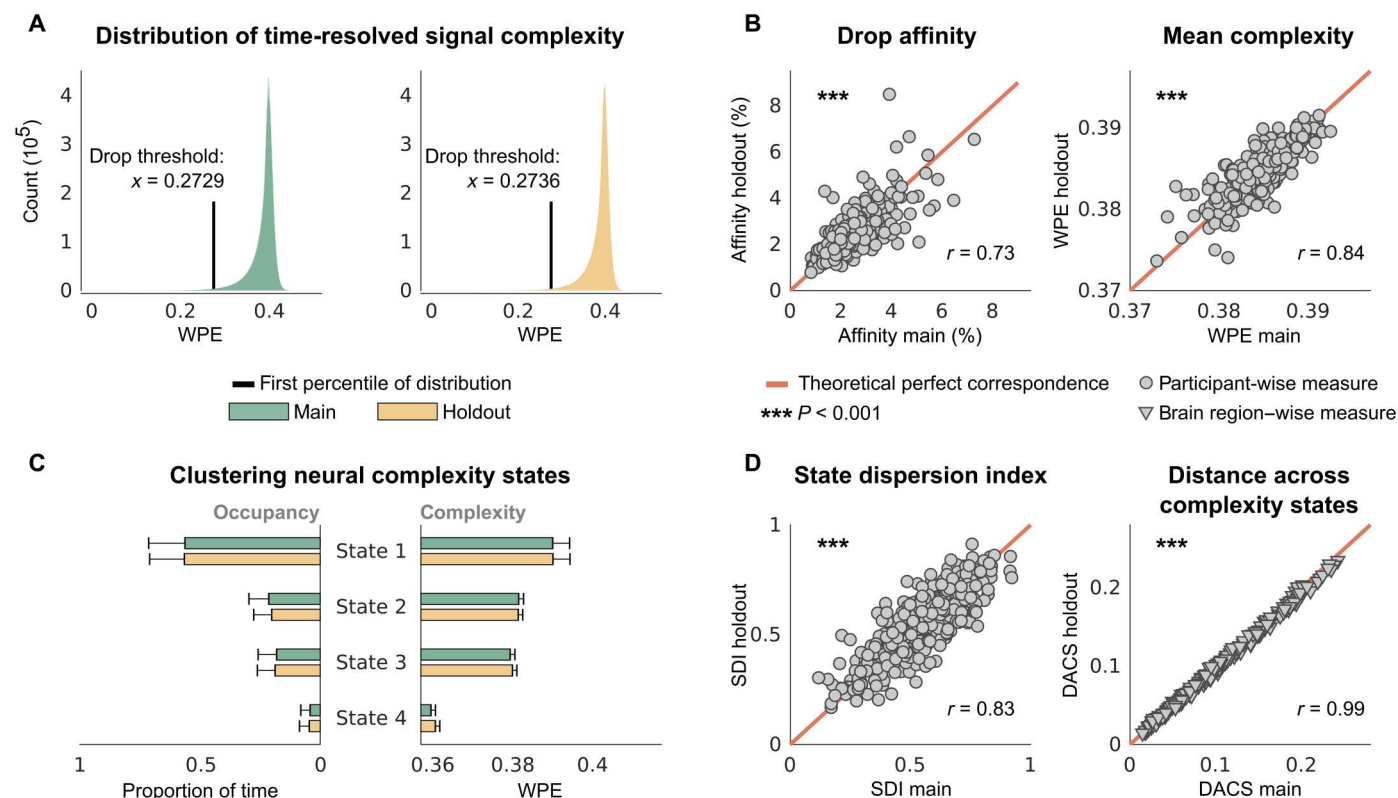 A
Distribution of time-resolved signal complexity
Count (10⁵)
4
3
2
1
0
Drop threshold:
x = 0.2729
0
0.2
0.4
WPE
4
3
2
1
0
Drop threshold:
x = 0.2736
0
0.2
0.4
WPE
First percentile of distribution
Main
Holdout
B
Drop affinity
Affinity holdout (%)
8
6
4
2
0
***
r = 0.73
0
2
4
6
8
Affinity main (%)
Mean complexity
WPE holdout
0.39
0.38
0.37
***
r = 0.84
0.37
0.38
0.39
WPE main
Theoretical perfect correspondence
*** P < 0.001
Participant-wise measure
Brain region–wise measure
C
Clustering neural complexity states
Occupancy
Complexity
State 1
State 2
State 3
State 4
1
0.5
0
Proportion of time
0.36
0.38
0.4
WPE
D
State dispersion index
SDI holdout
1
0.5
0
***
r = 0.83
0
0.5
1
SDI main
Distance across
complexity states
DACS holdout
0.2
0.1
0
***
r = 0.99
0
0.1
0.2
DACS main